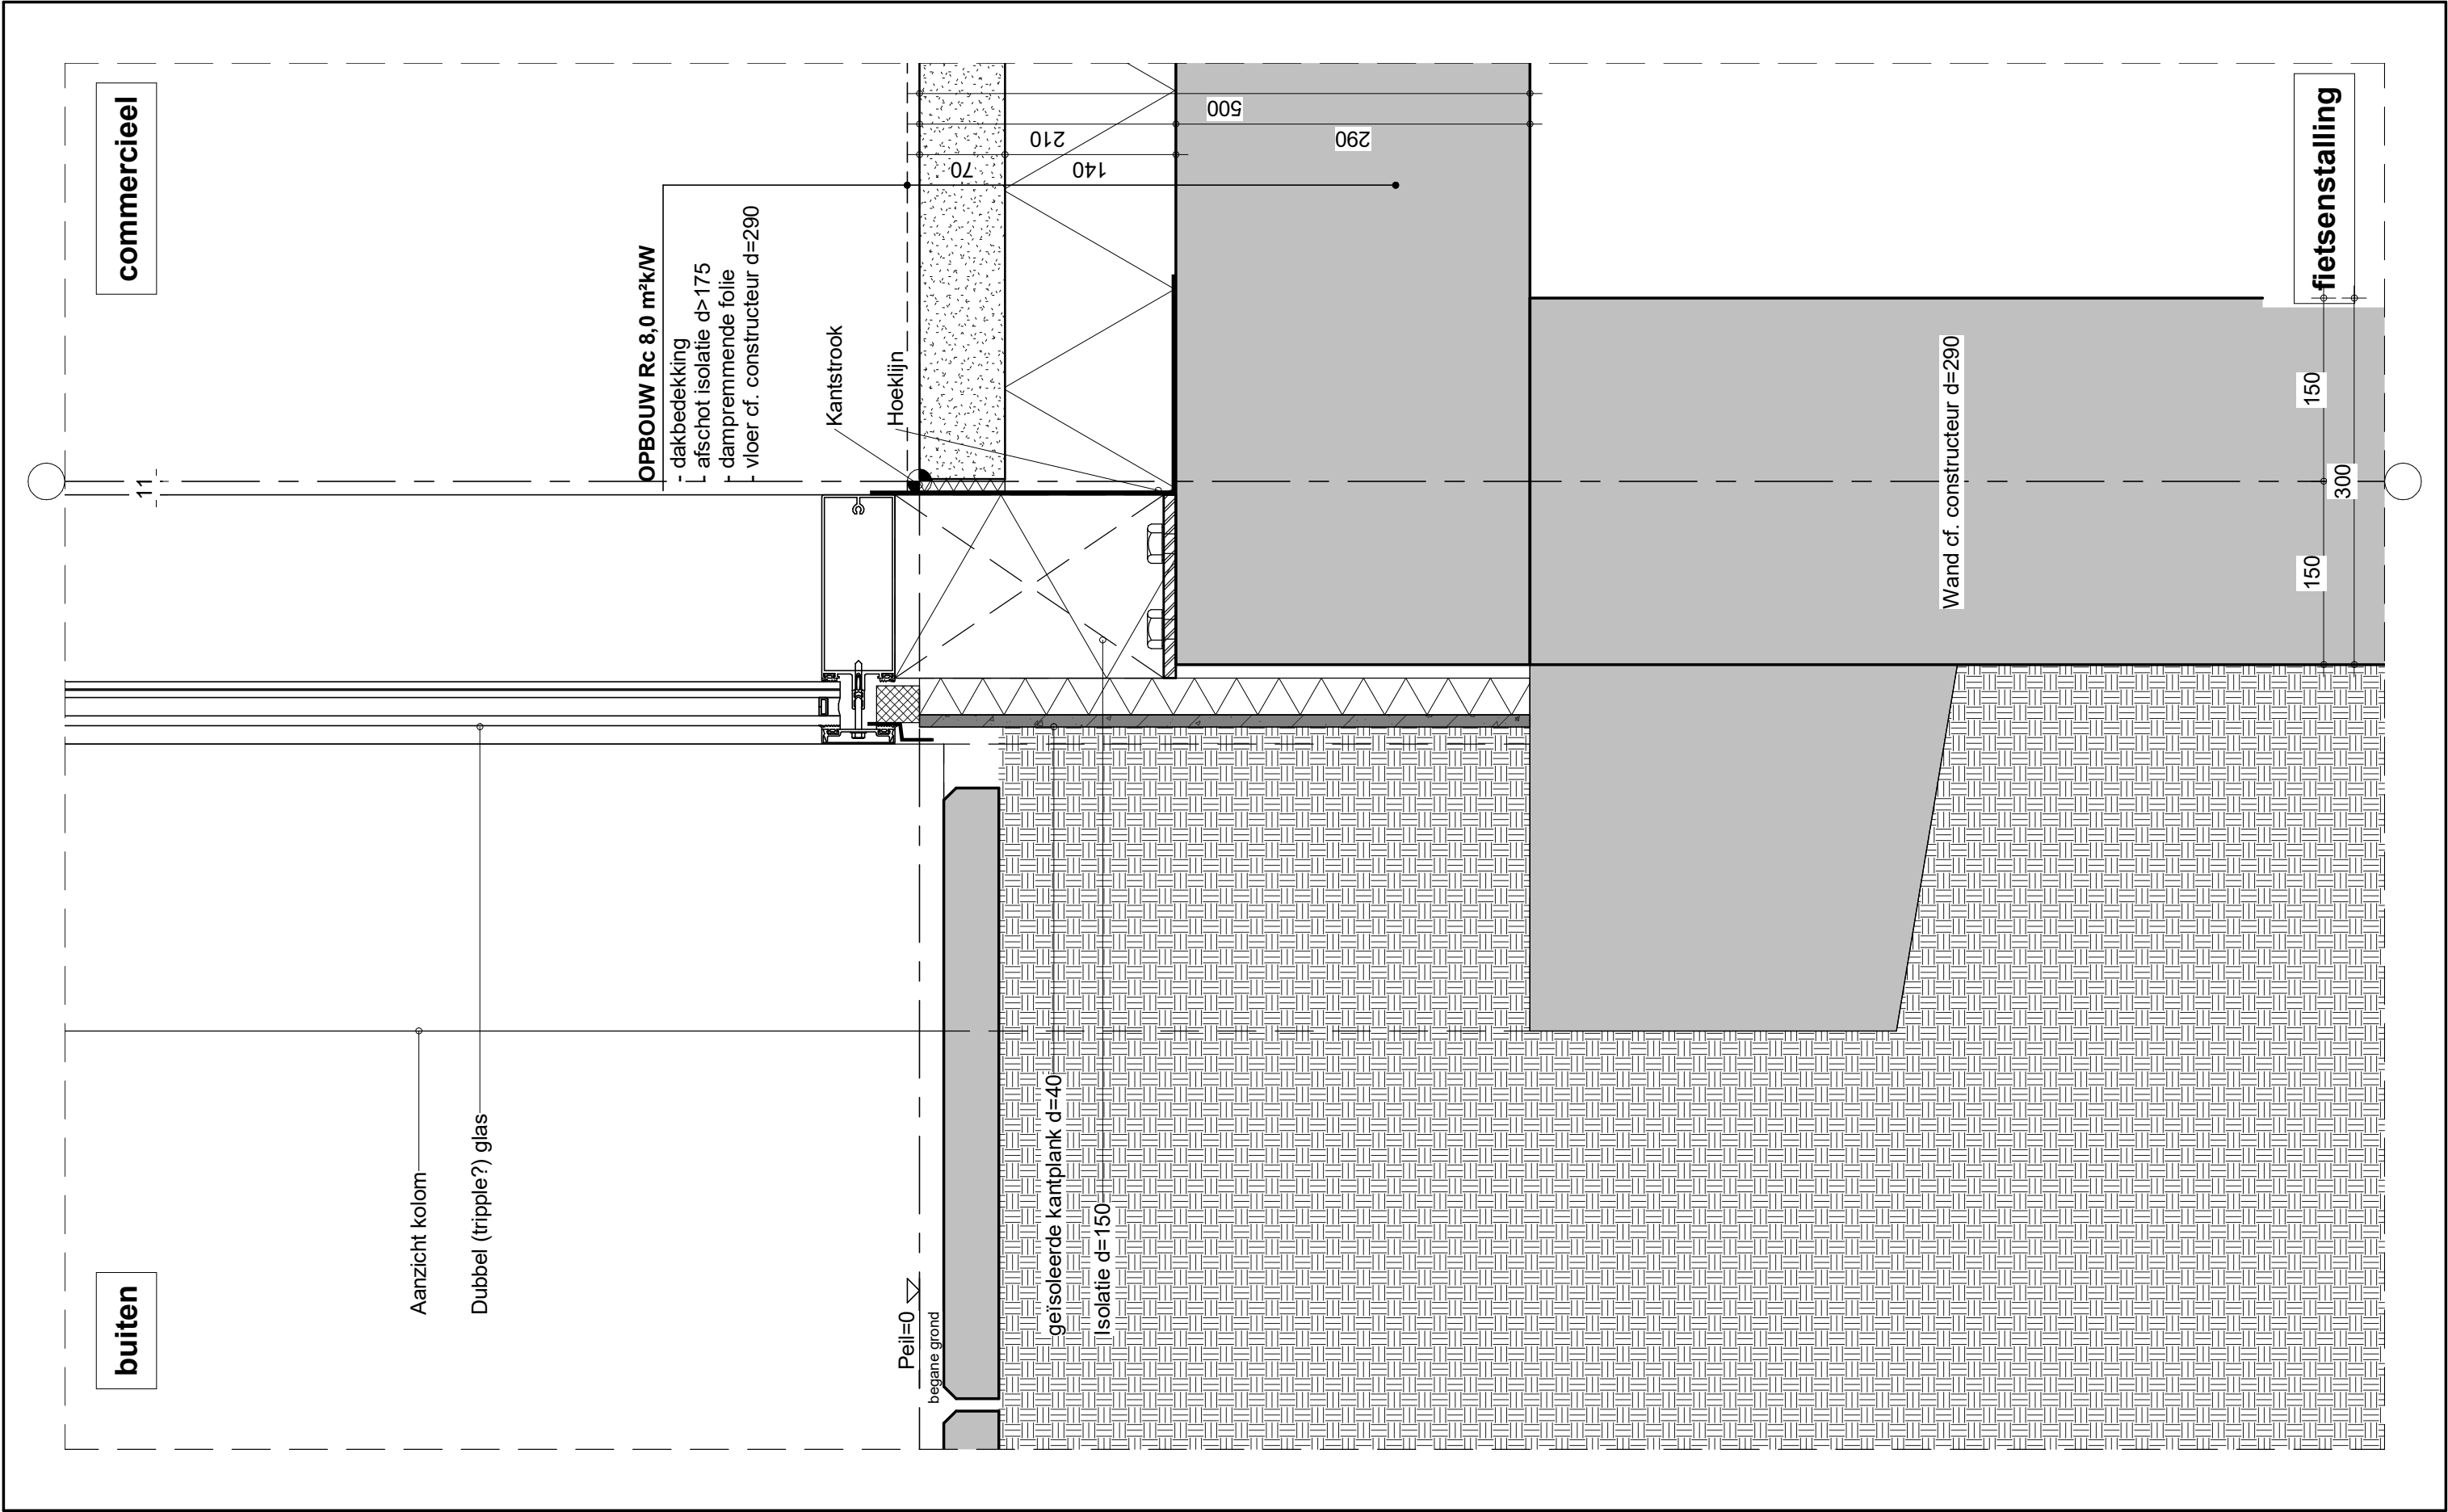 commercieel
fietsenstalling
buiten
11
OPBOUW Rc 8,0 m²k/W
- dakbedekking
- afschot isolatie d>175
- dampremmende folie
- vloer cf. constructeur d=290
Kantstrook
Hoeklijn
500
210
290
70
140
Wand cf. constructeur d=290
150
300
150
Aanzicht kolom
Dubbel (tripple?) glas
Peil=0
begane grond
geïsoleerde kantplank d=40
Isolatie d=150